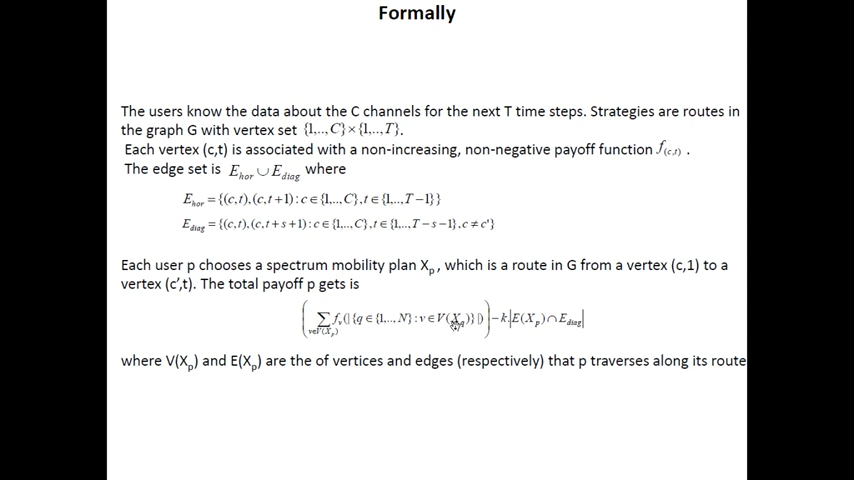 Formally
The users know the data about the C channels for the next T time steps. Strategies are routes in
the graph G with vertex set {1,..,C}×{1,..,T}.
Each vertex (c,t) is associated with a non-increasing, non-negative payoff function f_(c,t) .
The edge set is E_hor ∪ E_diag where
E_hor = {(c,t),(c,t+1) : c∈{1,..,C}, t∈{1,..,T−1}}
E_diag = {(c,t),(c,t+s+1) : c∈{1,..,C}, t∈{1,..,T−s−1}, c ≠ c'}
Each user p chooses a spectrum mobility plan X_p , which is a route in G from a vertex (c,1) to a
vertex (c',t). The total payoff p gets is
(∑_{v∈V(X_p)} f_v(|{q∈{1,..,N} : v∈V(X_q)}|)) − k.|E(X_p) ∩ E_diag|
where V(X_p) and E(X_p) are the of vertices and edges (respectively) that p traverses along its route